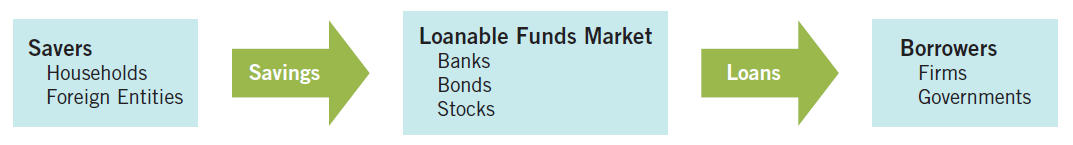 Savers
Households
Foreign Entities
Savings
Loanable Funds Market
Banks
Bonds
Stocks
Loans
Borrowers
Firms
Governments